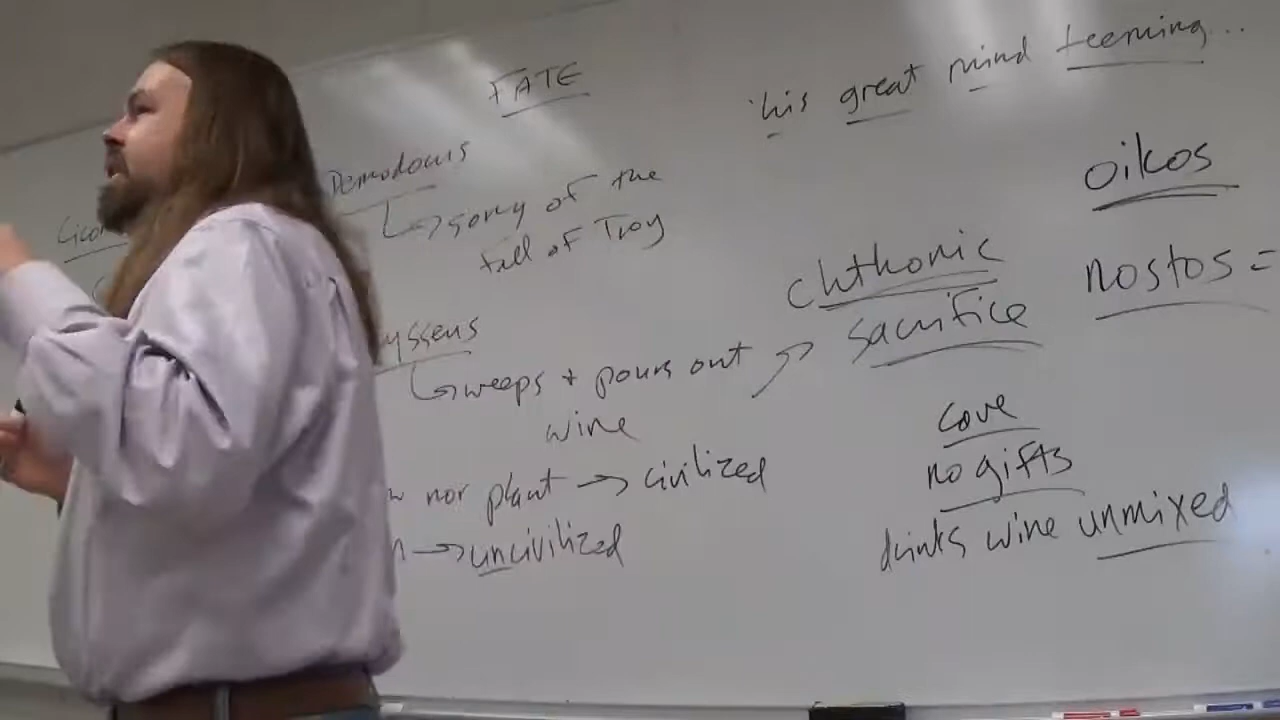 FATE
his great mind teeming...
Demodocus
↳ song of the
fall of Troy
oikos
nostos =
chthonic
sacrifice
ysseus
↳ weeps + pours out
wine
nor plant → civilized
n → uncivilized
cave
no gifts
drinks wine unmixed